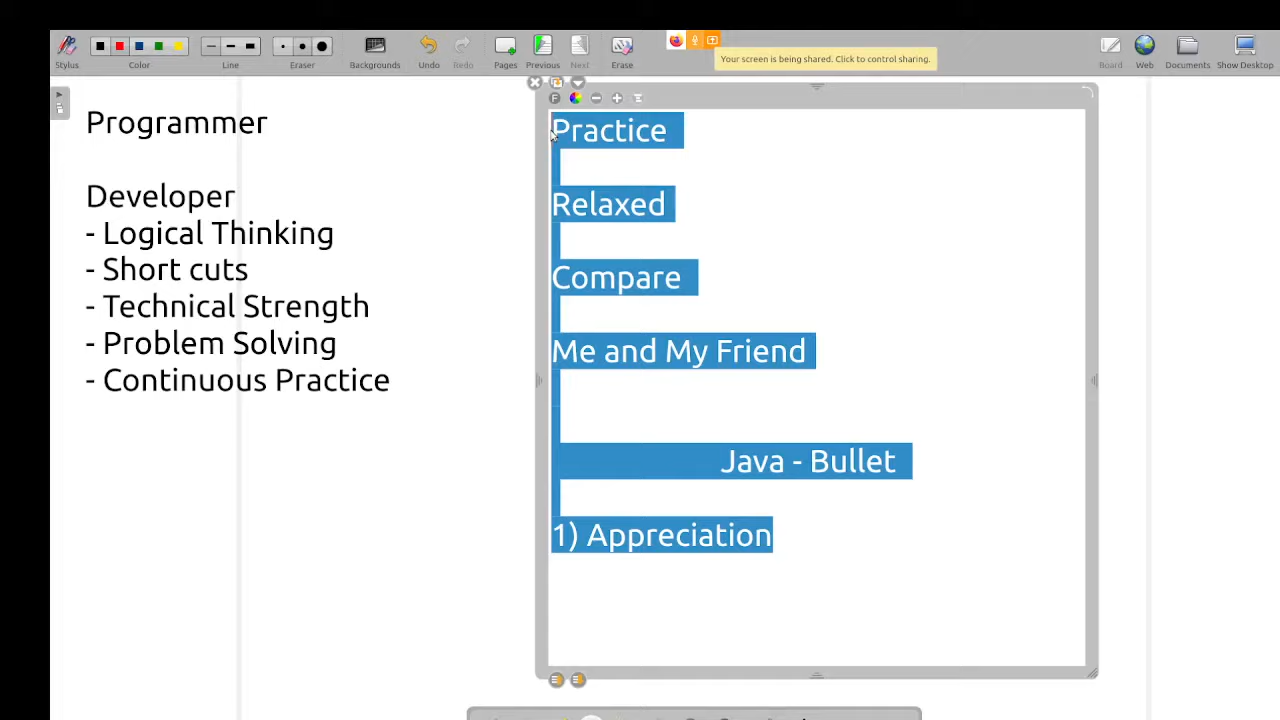 Stylus
Color
Line
Eraser
Backgrounds
Undo
Redo
Pages
Previous
Next
Erase
Your screen is being shared. Click to control sharing.
Board
Web
Documents
Show Desktop
Programmer
Developer
- Logical Thinking
- Short cuts
- Technical Strength
- Problem Solving
- Continuous Practice
F
Practice
Relaxed
Compare
Me and My Friend
Java - Bullet
1) Appreciation